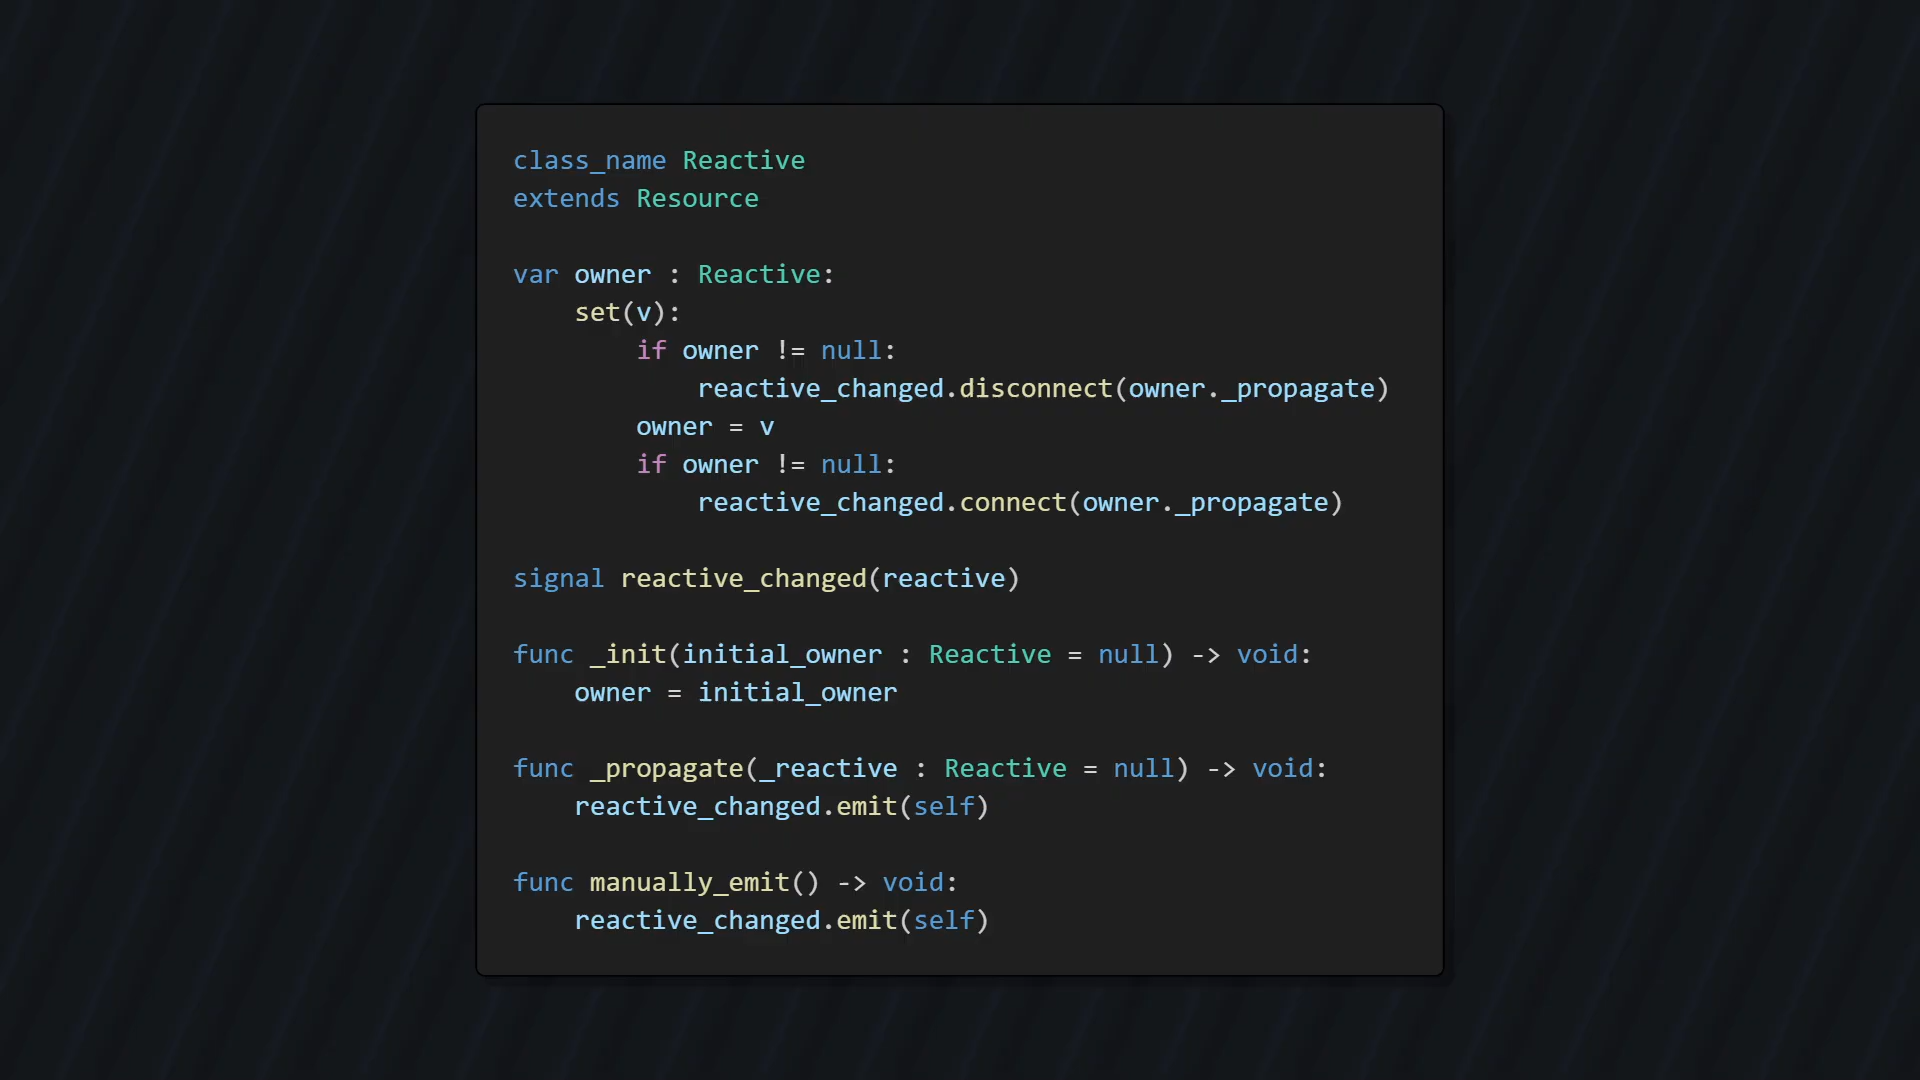 class_name Reactive
extends Resource

var owner : Reactive:
    set(v):
        if owner != null:
            reactive_changed.disconnect(owner._propagate)
        owner = v
        if owner != null:
            reactive_changed.connect(owner._propagate)

signal reactive_changed(reactive)

func _init(initial_owner : Reactive = null) -> void:
    owner = initial_owner

func _propagate(_reactive : Reactive = null) -> void:
    reactive_changed.emit(self)

func manually_emit() -> void:
    reactive_changed.emit(self)